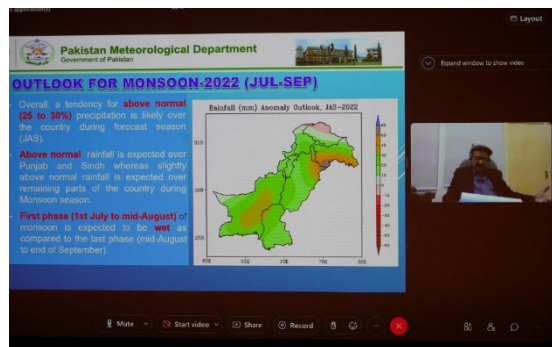 Layout
Pakistan Meteorological Department
Government of Pakistan
Expand window to show video
OUTLOOK FOR MONSOON-2022 (JUL-SEP)
Overall, a tendency for above normal
(25 to 30%) precipitation is likely over
the country during forecast season
(JAS).
Above normal rainfall is expected over
Punjab and Sindh whereas slightly
above normal rainfall is expected over
remaining parts of the country during
Monsoon season.
First phase (1st July to mid-August) of
monsoon is expected to be wet as
compared to the last phase (mid-August
to end of September).
Rainfall (mm) Anomaly Outlook, JAS-2022
Mute
Start video
Share
Record